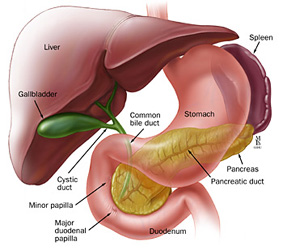 Liver
Spleen
Gallbladder
Common
bile duct
Stomach
Cystic
duct
Pancreas
Pancreatic duct
Minor papilla
Major
duodenal
papilla
Duodenum